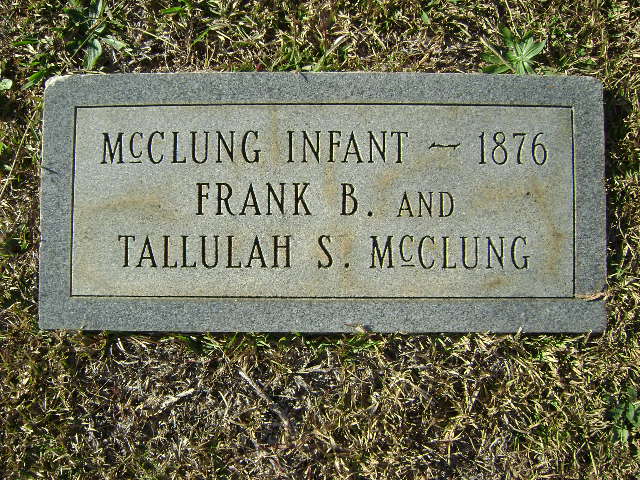 McCLUNG INFANT ~ 1876
FRANK B. AND
TALLULAH S. McCLUNG